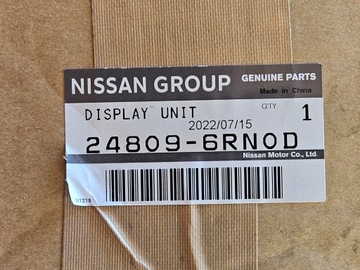 NISSAN GROUP GENUINE PARTS
Made in China
DISPLAY UNIT QTY 1
2022/07/15
24809-6RN0D
Nissan Motor Co., Ltd.
U1219